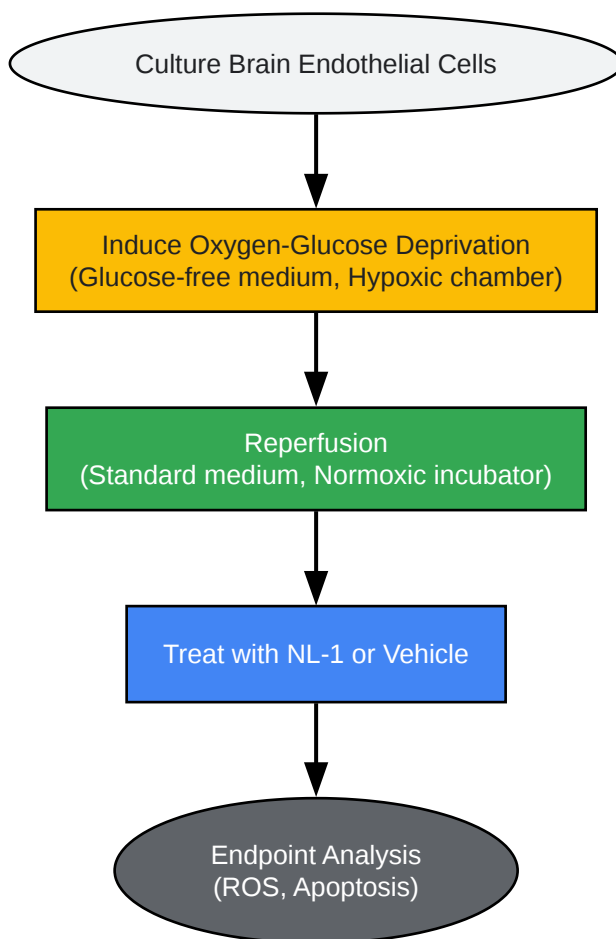 Culture Brain Endothelial Cells
Induce Oxygen-Glucose Deprivation
(Glucose-free medium, Hypoxic chamber)
Reperfusion
(Standard medium, Normoxic incubator)
Treat with NL-1 or Vehicle
Endpoint Analysis
(ROS, Apoptosis)